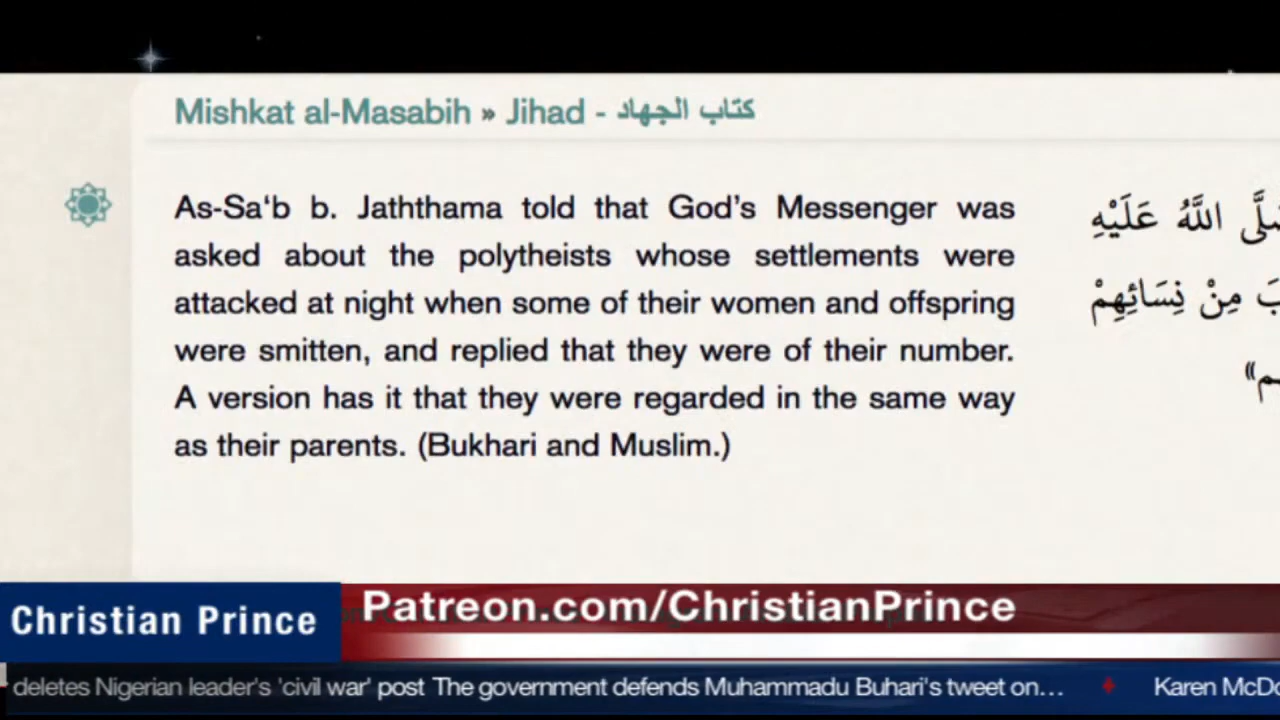 Mishkat al-Masabih » Jihad - كتاب الجهاد
As-Sa‘b b. Jaththama told that God’s Messenger was
asked about the polytheists whose settlements were
attacked at night when some of their women and offspring
were smitten, and replied that they were of their number.
A version has it that they were regarded in the same way
as their parents. (Bukhari and Muslim.)
اللَّهُ عَلَيْهِ
مِنْ نِسَائِهِمْ
Christian Prince
Patreon.com/ChristianPrince
deletes Nigerian leader's 'civil war' post The government defends Muhammadu Buhari's tweet on... Karen McDo